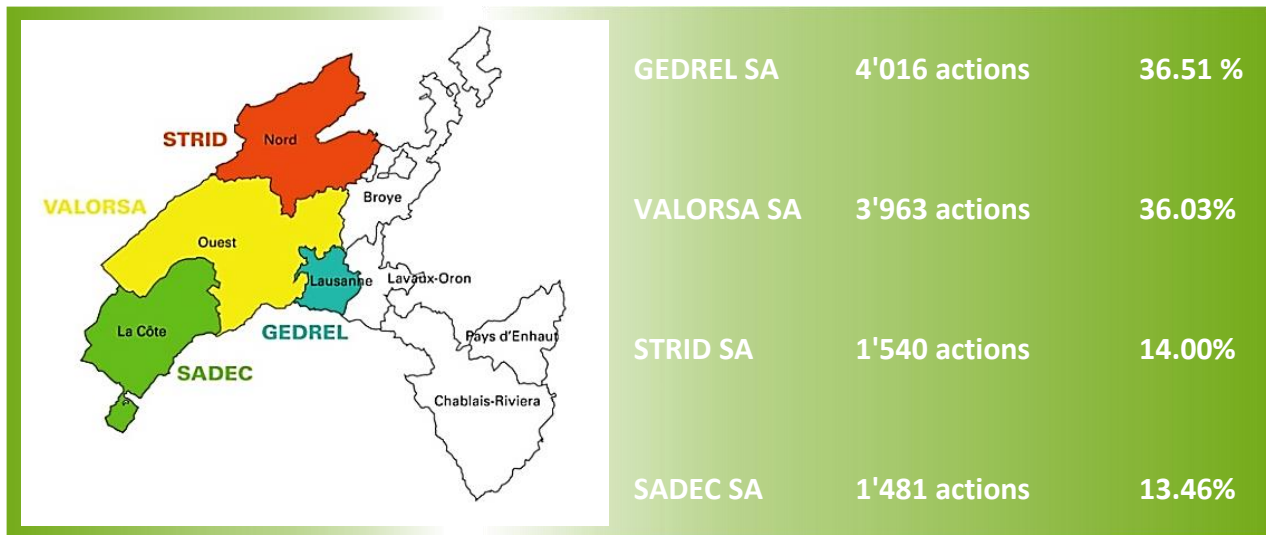 STRID
Nord
VALORSA
Broye
Ouest
Lausanne
Lavaux-Oron
La Côte
GEDREL
Pays d'Enhaut
SADEC
Chablais-Riviera
GEDREL SA 4'016 actions 36.51 %
VALORSA SA 3'963 actions 36.03%
STRID SA 1'540 actions 14.00%
SADEC SA 1'481 actions 13.46%